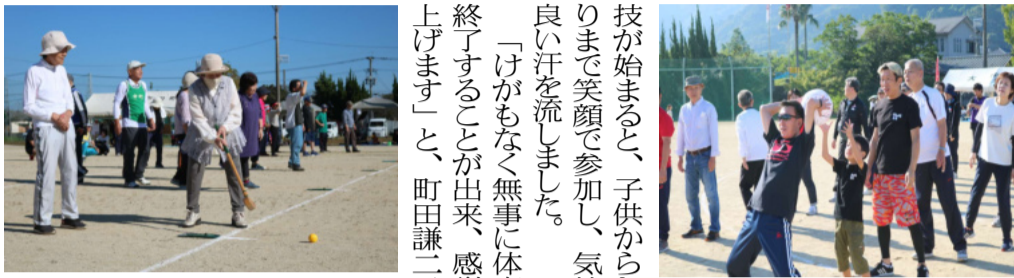 技が始まると、子供から
りまで笑顔で参加し、気
良い汗を流しました。
「けがもなく無事に体
終了することが出来、感
上げます」と、町田謙二